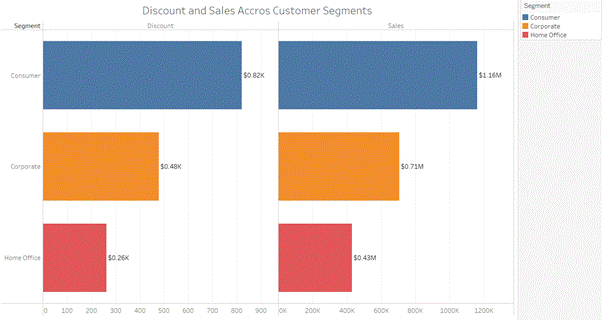 Discount and Sales Accros Customer Segments
Segment
Discount
Sales
Consumer
$0.82K
$1.16M
Corporate
$0.48K
$0.71M
Home Office
$0.26K
$0.43M
0 100 200 300 400 500 600 700 800 900
0K 200K 400K 600K 800K 1000K 1200K
Segment
Consumer
Corporate
Home Office